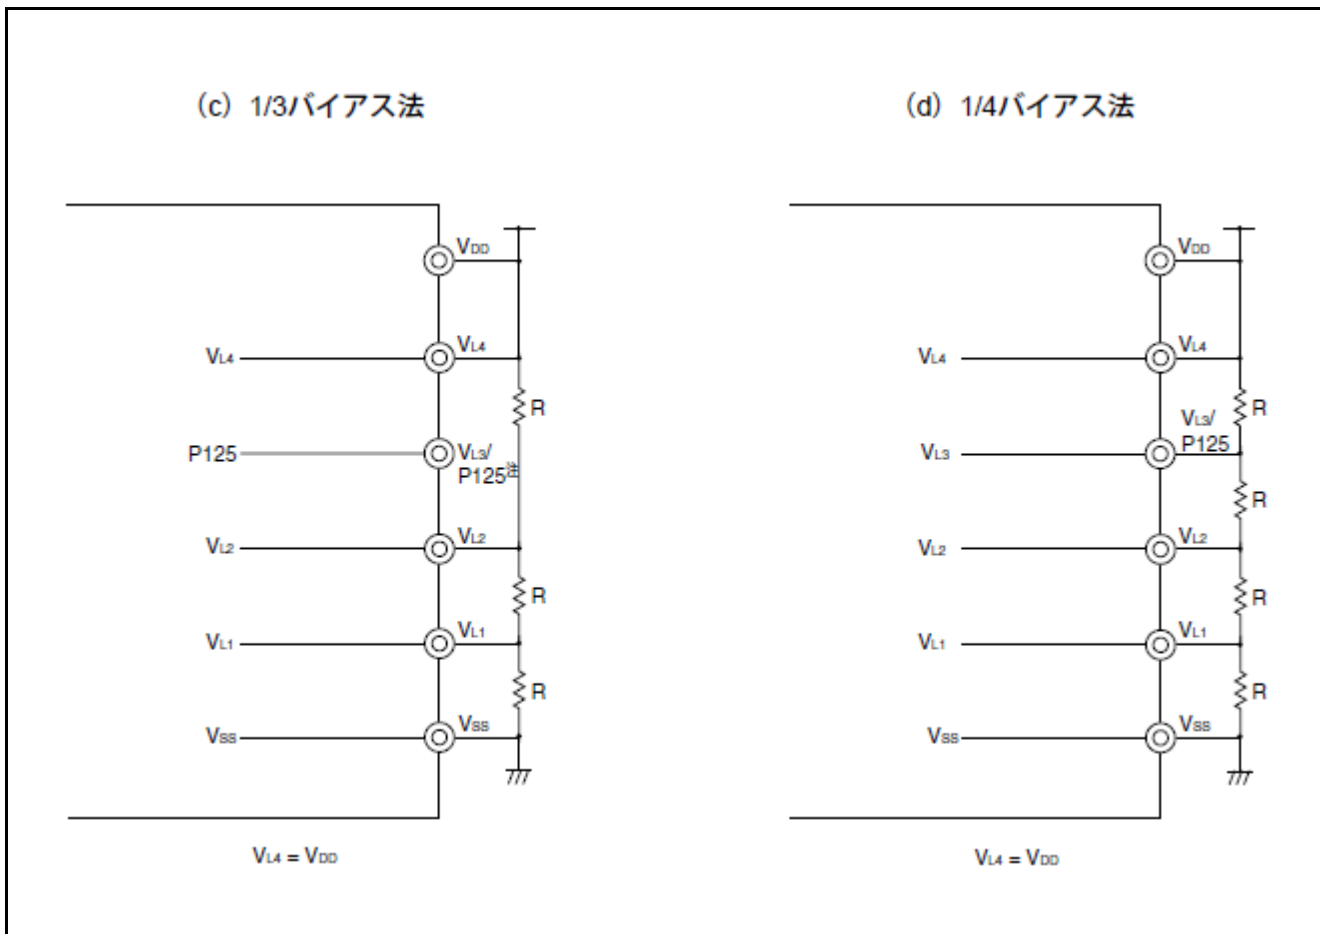 (c) 1/3バイアス法
VDD
VL4 VL4
R
P125 VL3/
P125注
VL2 VL2
R
VL1 VL1
R
VSS VSS
VL4 = VDD
(d) 1/4バイアス法
VDD
VL4 VL4
R
VL3/
P125
VL3
R
VL2 VL2
R
VL1 VL1
R
VSS VSS
VL4 = VDD